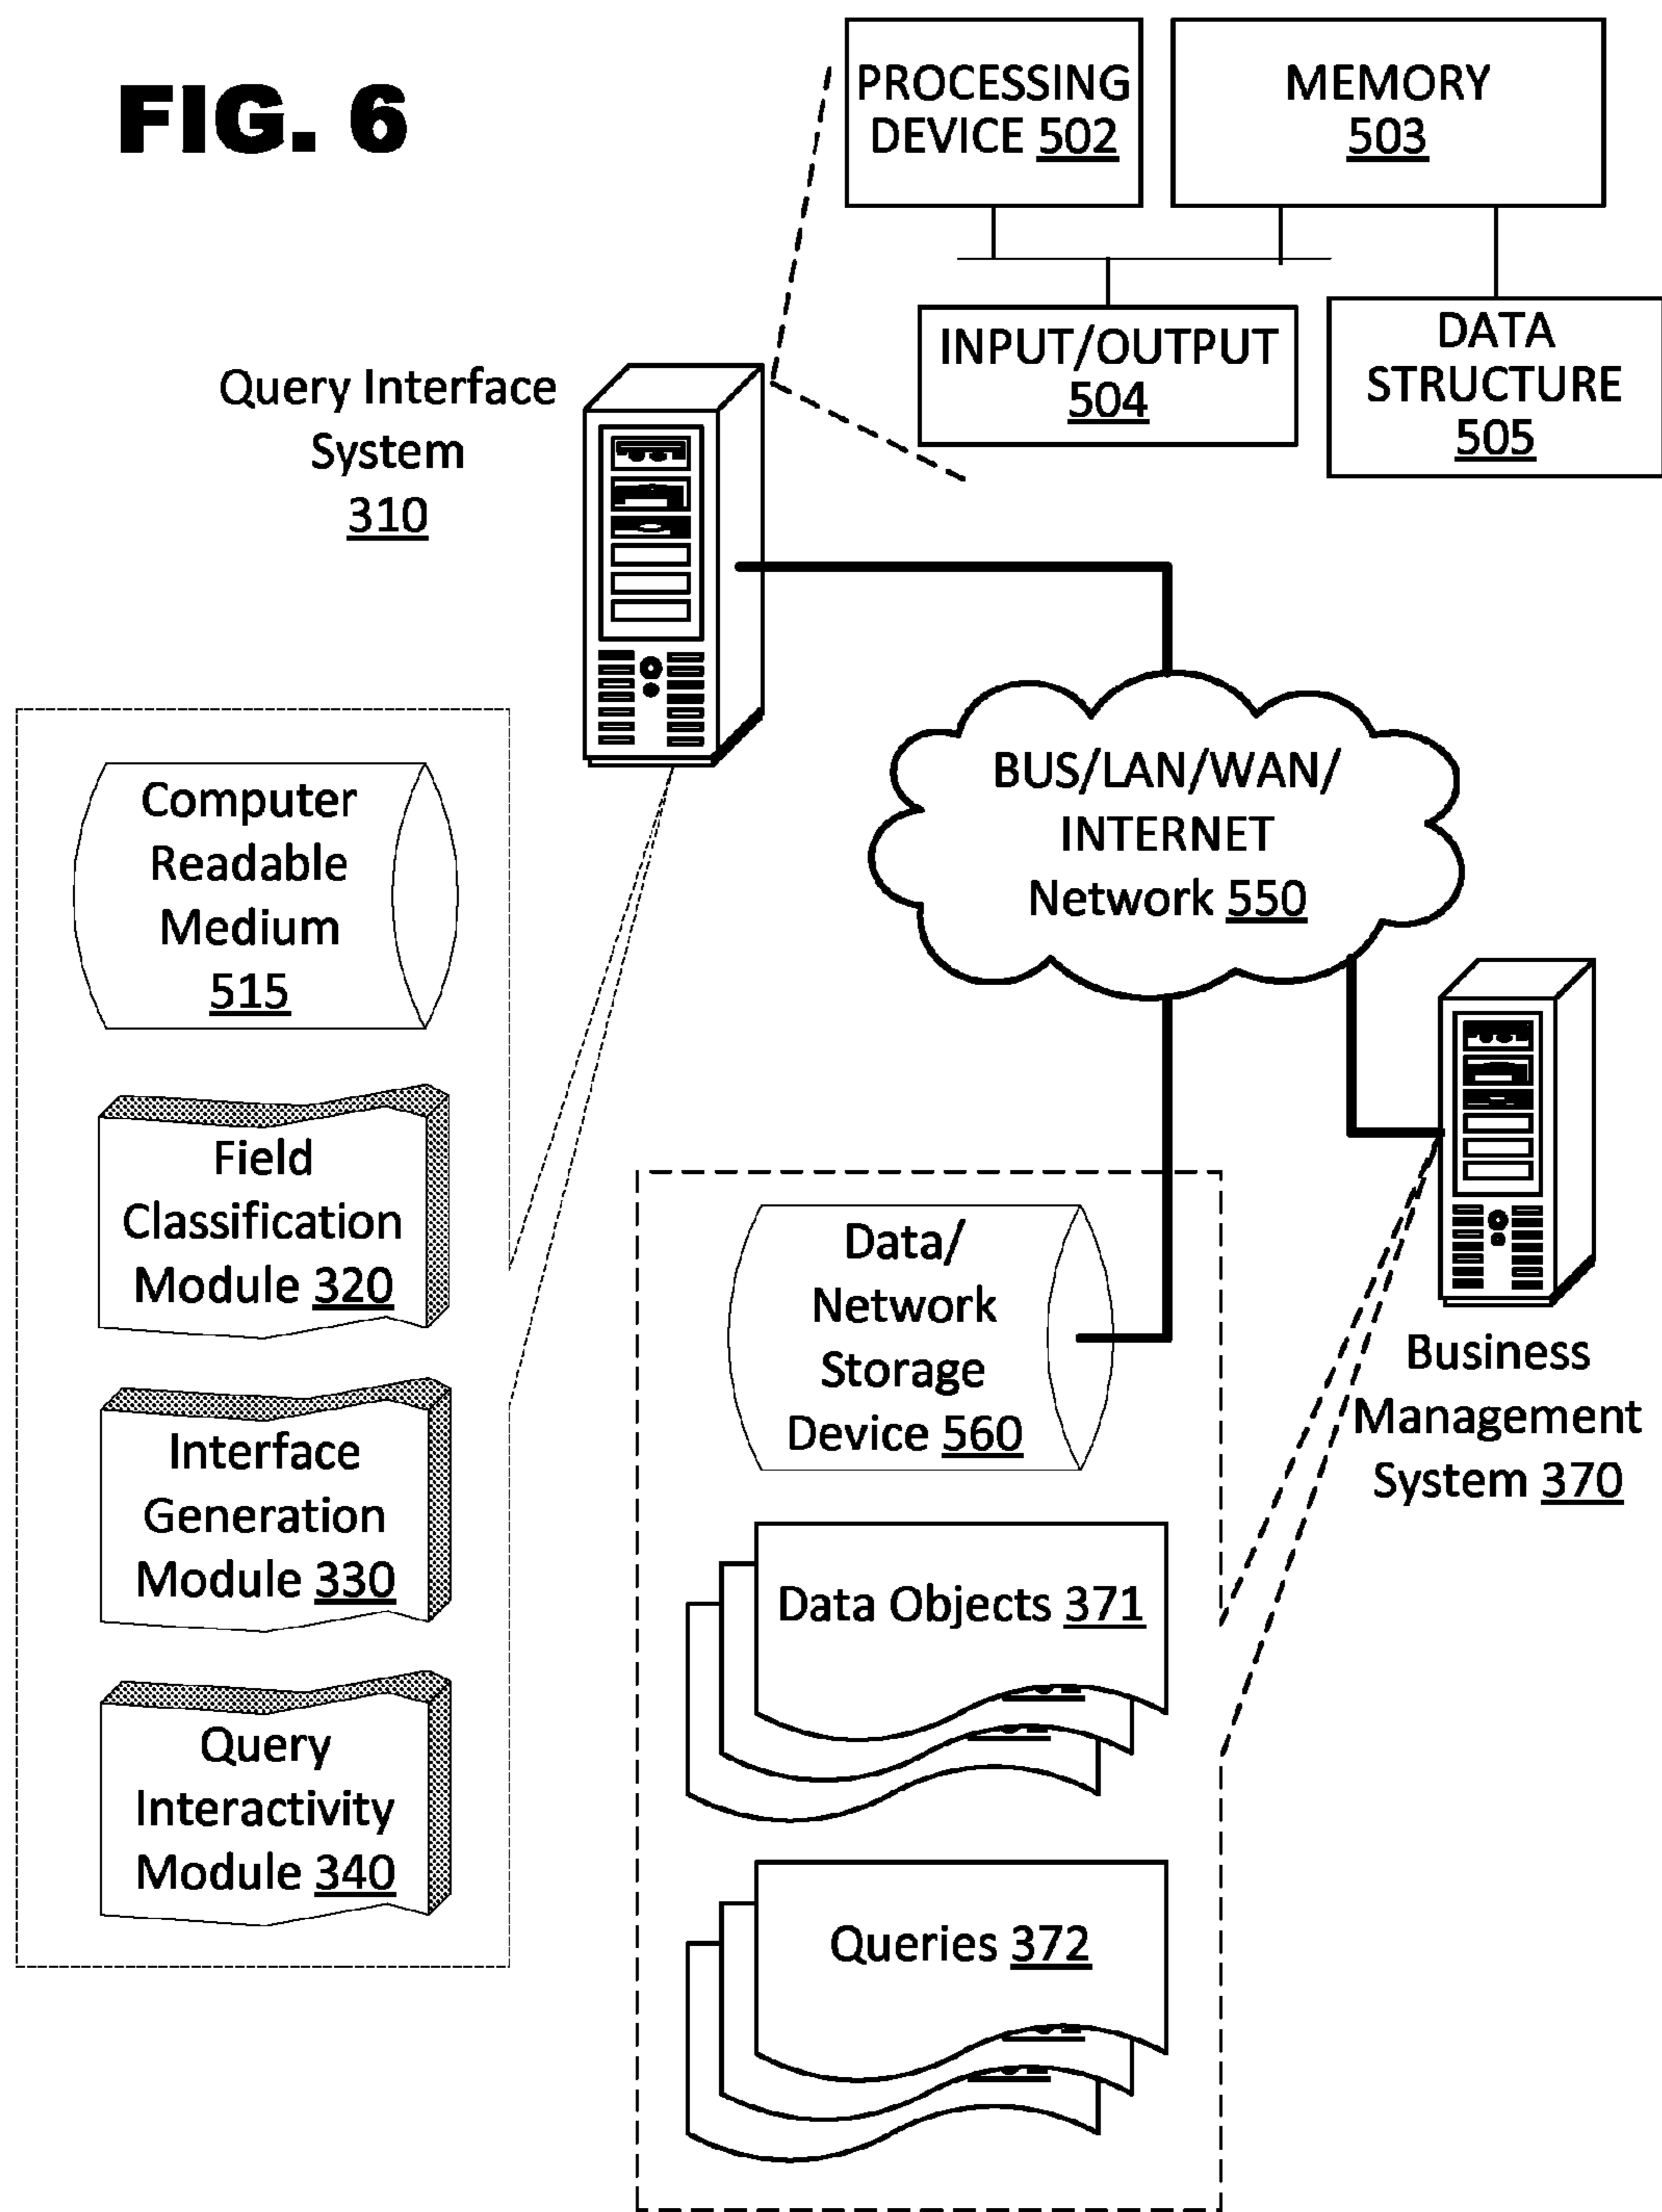 FIG. 6
PROCESSING
DEVICE 502
MEMORY
503
INPUT/OUTPUT
504
DATA
STRUCTURE
505
Query Interface
System
310
BUS/LAN/WAN/
INTERNET
Network 550
Computer
Readable
Medium
515
Field
Classification
Module 320
Interface
Generation
Module 330
Query
Interactivity
Module 340
Data/
Network
Storage
Device 560
Business
Management
System 370
Data Objects 371
Queries 372